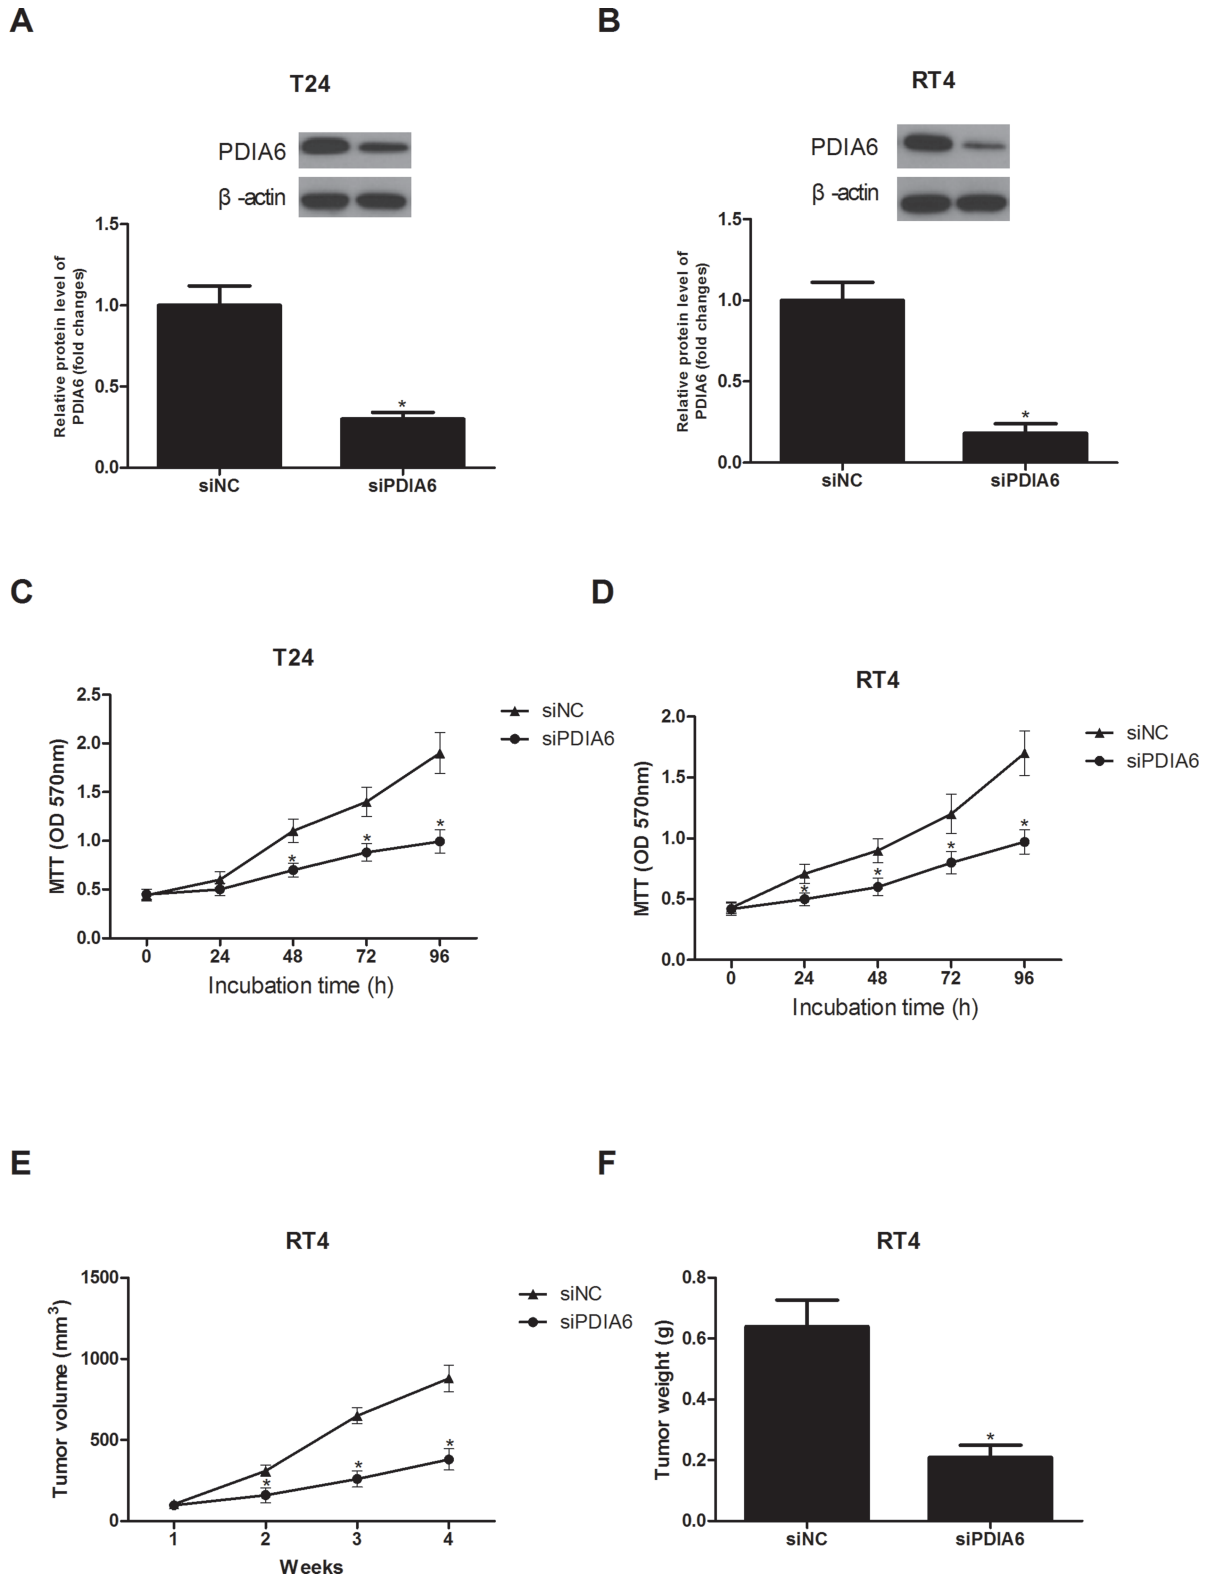 A
T24
PDIA6
β -actin
Relative protein level of
PDIA6 (fold changes)
1.5
1.0
0.5
0.0
*
siNC
siPDIA6
B
RT4
PDIA6
β -actin
Relative protein level of
PDIA6 (fold changes)
1.5
1.0
0.5
0.0
*
siNC
siPDIA6
C
T24
MTT (OD 570nm)
2.5
2.0
1.5
1.0
0.5
0.0
* * *
0 24 48 72 96
Incubation time (h)
siNC
siPDIA6
D
RT4
MTT (OD 570nm)
2.0
1.5
1.0
0.5
0.0
* * * *
0 24 48 72 96
Incubation time (h)
siNC
siPDIA6
E
RT4
Tumor volume (mm³)
1500
1000
500
0
* * *
1 2 3 4
Weeks
siNC
siPDIA6
F
RT4
Tumor weight (g)
0.8
0.6
0.4
0.2
0.0
*
siNC
siPDIA6